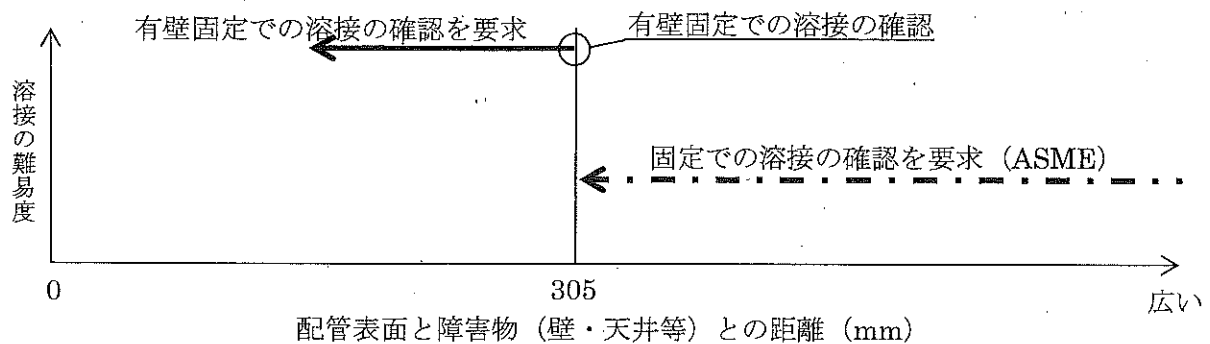 有壁固定での溶接の確認を要求
有壁固定での溶接の確認
溶接の難易度
固定での溶接の確認を要求（ASME）
0
305
広い
配管表面と障害物（壁・天井等）との距離（mm）